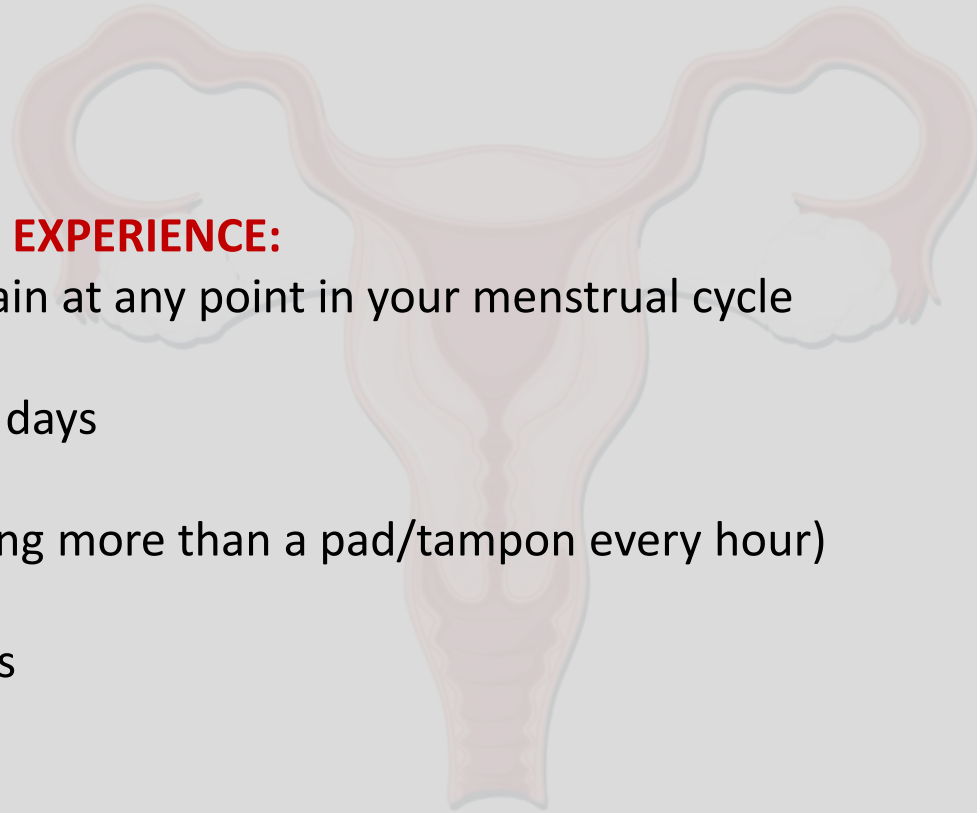 EXPERIENCE:
ain at any point in your menstrual cycle
days
ng more than a pad/tampon every hour)
s